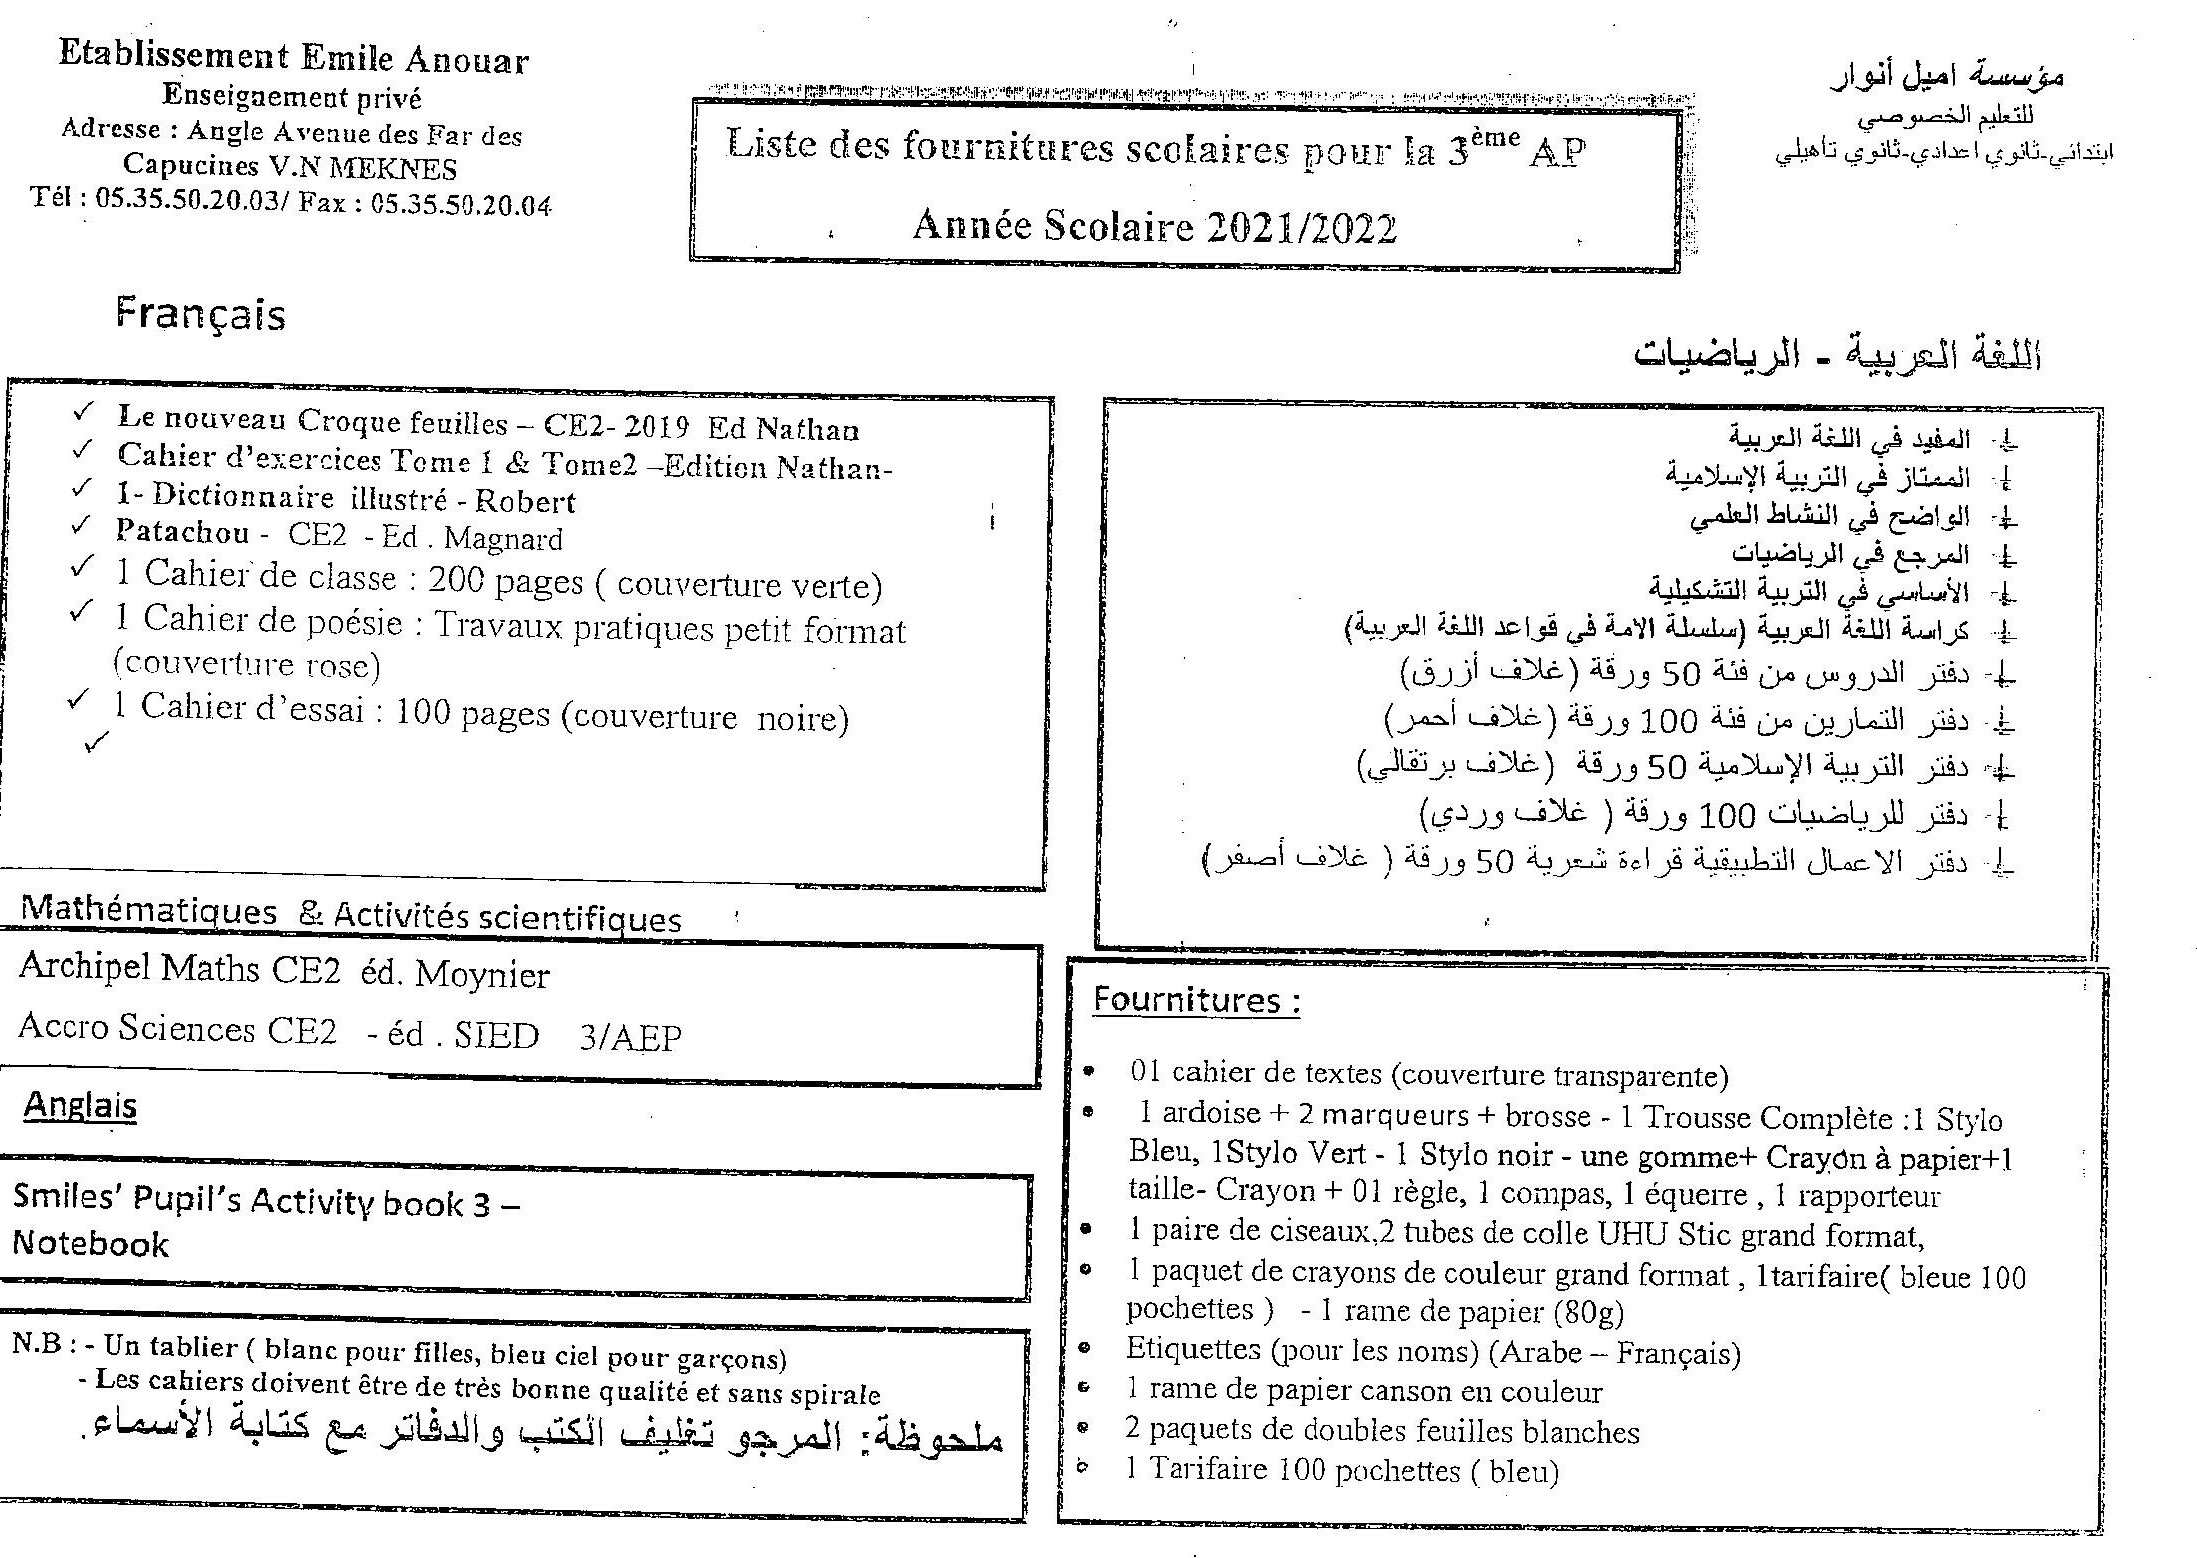 Etablissement Emile Anouar
Enseignement privé
Adresse : Angle Avenue des Far des
Capucines V.N MEKNES
Tél : 05.35.50.20.03/ Fax : 05.35.50.20.04
Liste des fournitures scolaires pour la 3ème AP
Année Scolaire 2021/2022
مؤسسة اميل أنوار
للتعليم الخصوصي
ابتدائي-ثانوي اعدادي-ثانوي تاهيلي
Français
✓ Le nouveau Croque feuilles – CE2- 2019 Ed Nathan
✓ Cahier d'exercices Tome 1 & Tome2 –Edition Nathan-
✓ 1- Dictionnaire illustré - Robert
✓ Patachou - CE2 - Ed . Magnard
✓ 1 Cahier de classe : 200 pages ( couverture verte)
✓ 1 Cahier de poésie : Travaux pratiques petit format
(couverture rose)
✓ 1 Cahier d'essai : 100 pages (couverture noire)
✓
اللغة العربية - الرياضيات
المفيد في اللغة العربية
الممتاز في التربية الإسلامية
الواضح في النشاط العلمي
المرجع في الرياضيات
الأساسي في التربية التشكيلية
كراسة اللغة العربية (سلسلة الامة في قواعد اللغة العربية)
دفتر الدروس من فئة 50 ورقة (غلاف أزرق)
دفتر التمارين من فئة 100 ورقة (غلاف أحمر)
دفتر التربية الإسلامية 50 ورقة (غلاف برتقالي)
دفتر للرياضيات 100 ورقة ( غلاف وردي)
دفتر الاعمال التطبيقية قراءة شعرية 50 ورقة ( غلاف أصفر)
Mathématiques & Activités scientifiques
Archipel Maths CE2 éd. Moynier
Accro Sciences CE2 - éd . SIED 3/AEP
Anglais
Smiles' Pupil's Activity book 3 –
Notebook
N.B : - Un tablier ( blanc pour filles, bleu ciel pour garçons)
- Les cahiers doivent être de très bonne qualité et sans spirale
ملحوظة: المرجو تغليف الكتب والدفاتر مع كتابة الأسماء.
Fournitures :
• 01 cahier de textes (couverture transparente)
• 1 ardoise + 2 marqueurs + brosse - 1 Trousse Complète :1 Stylo
Bleu, 1Stylo Vert - 1 Stylo noir - une gomme+ Crayon à papier+1
taille- Crayon + 01 règle, 1 compas, 1 équerre , 1 rapporteur
• 1 paire de ciseaux,2 tubes de colle UHU Stic grand format,
• 1 paquet de crayons de couleur grand format , 1tarifaire( bleue 100
pochettes ) - 1 rame de papier (80g)
• Etiquettes (pour les noms) (Arabe – Français)
• 1 rame de papier canson en couleur
• 2 paquets de doubles feuilles blanches
• 1 Tarifaire 100 pochettes ( bleu)